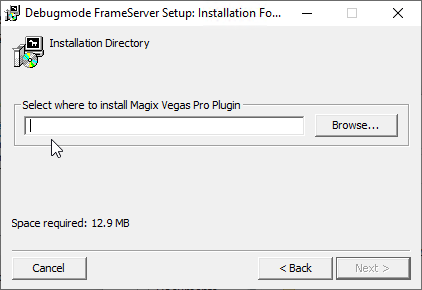 Debugmode FrameServer Setup: Installation Fo...
Installation Directory
Select where to install Magix Vegas Pro Plugin
Browse...
Space required: 12.9 MB
Cancel
< Back
Next >